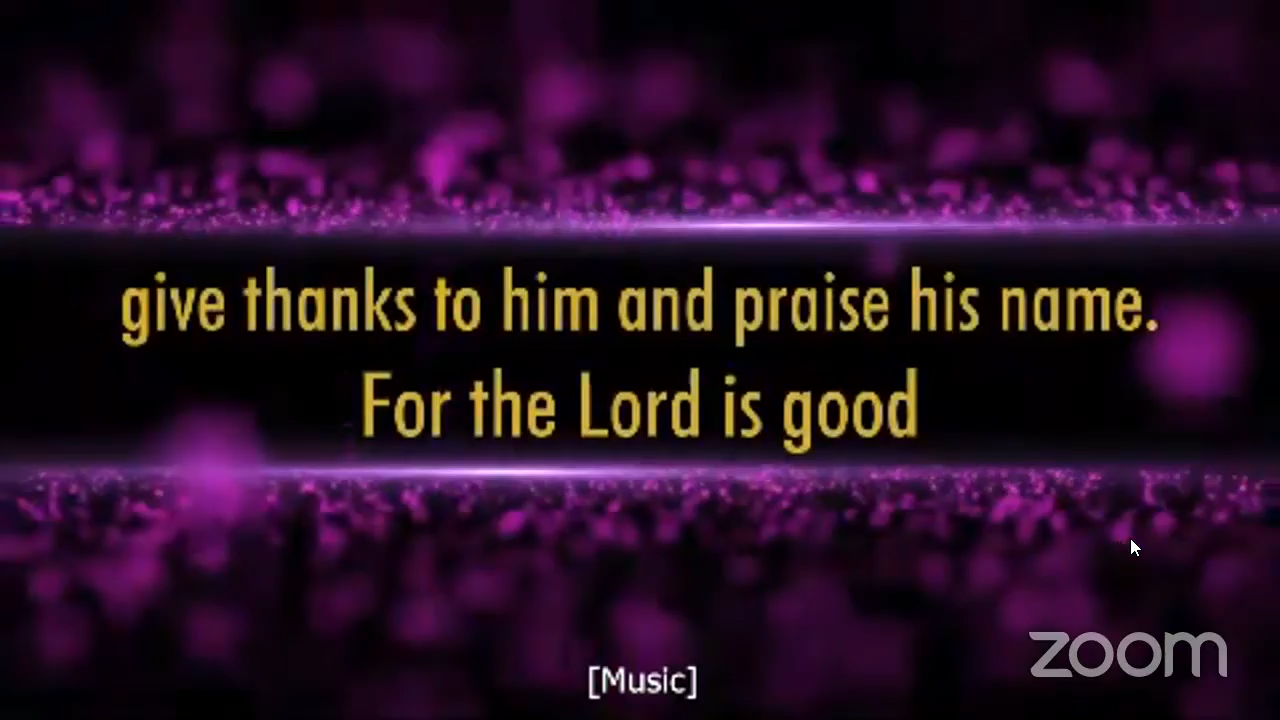 give thanks to him and praise his name.
For the Lord is good
zoom
[Music]